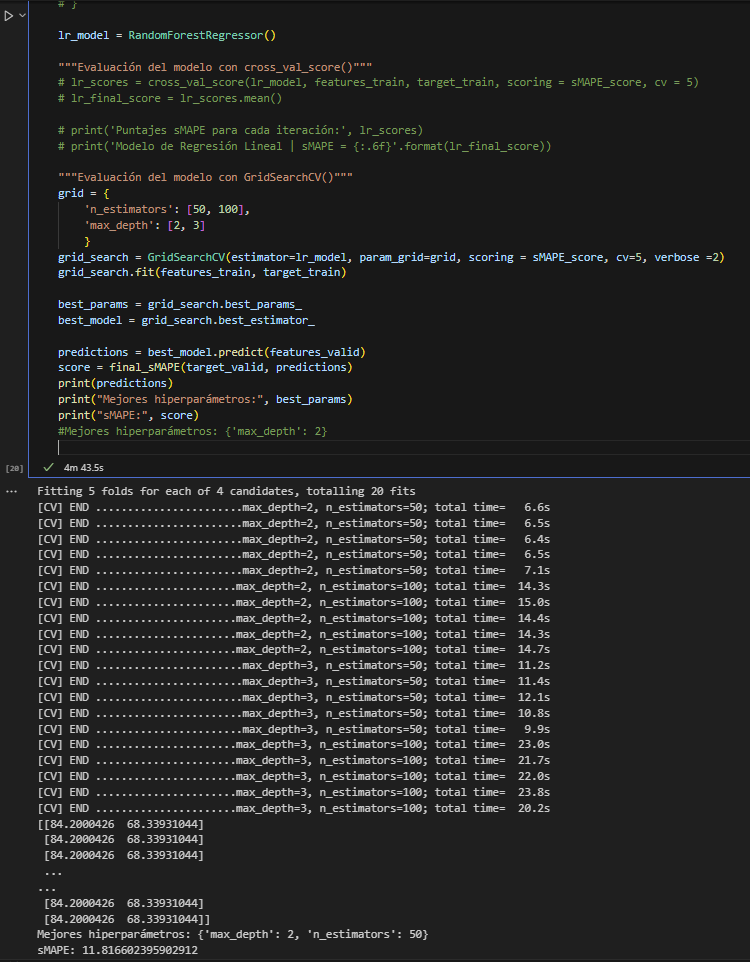 # }
lr_model = RandomForestRegressor()
"""Evaluación del modelo con cross_val_score()"""
# lr_scores = cross_val_score(lr_model, features_train, target_train, scoring = sMAPE_score, cv = 5)
# lr_final_score = lr_scores.mean()
# print('Puntajes sMAPE para cada iteración:', lr_scores)
# print('Modelo de Regresión Lineal | sMAPE = {:.6f}'.format(lr_final_score))
"""Evaluación del modelo con GridSearchCV()"""
grid = {
'n_estimators': [50, 100],
'max_depth': [2, 3]
}
grid_search = GridSearchCV(estimator=lr_model, param_grid=grid, scoring = sMAPE_score, cv=5, verbose =2)
grid_search.fit(features_train, target_train)
best_params = grid_search.best_params_
best_model = grid_search.best_estimator_
predictions = best_model.predict(features_valid)
score = final_sMAPE(target_valid, predictions)
print(predictions)
print("Mejores hiperparámetros:", best_params)
print("sMAPE:", score)
#Mejores hiperparámetros: {'max_depth': 2}
[20] 4m 43.5s
... Fitting 5 folds for each of 4 candidates, totalling 20 fits
[CV] END .......................max_depth=2, n_estimators=50; total time=   6.6s
[CV] END .......................max_depth=2, n_estimators=50; total time=   6.5s
[CV] END .......................max_depth=2, n_estimators=50; total time=   6.4s
[CV] END .......................max_depth=2, n_estimators=50; total time=   6.5s
[CV] END .......................max_depth=2, n_estimators=50; total time=   7.1s
[CV] END ......................max_depth=2, n_estimators=100; total time=  14.3s
[CV] END ......................max_depth=2, n_estimators=100; total time=  15.0s
[CV] END ......................max_depth=2, n_estimators=100; total time=  14.4s
[CV] END ......................max_depth=2, n_estimators=100; total time=  14.3s
[CV] END ......................max_depth=2, n_estimators=100; total time=  14.7s
[CV] END .......................max_depth=3, n_estimators=50; total time=  11.2s
[CV] END .......................max_depth=3, n_estimators=50; total time=  11.4s
[CV] END .......................max_depth=3, n_estimators=50; total time=  12.1s
[CV] END .......................max_depth=3, n_estimators=50; total time=  10.8s
[CV] END .......................max_depth=3, n_estimators=50; total time=   9.9s
[CV] END ......................max_depth=3, n_estimators=100; total time=  23.0s
[CV] END ......................max_depth=3, n_estimators=100; total time=  21.7s
[CV] END ......................max_depth=3, n_estimators=100; total time=  22.0s
[CV] END ......................max_depth=3, n_estimators=100; total time=  23.8s
[CV] END ......................max_depth=3, n_estimators=100; total time=  20.2s
[[84.2000426  68.33931044]
[84.2000426  68.33931044]
[84.2000426  68.33931044]
...
...
[84.2000426  68.33931044]
[84.2000426  68.33931044]]
Mejores hiperparámetros: {'max_depth': 2, 'n_estimators': 50}
sMAPE: 11.816602395902912